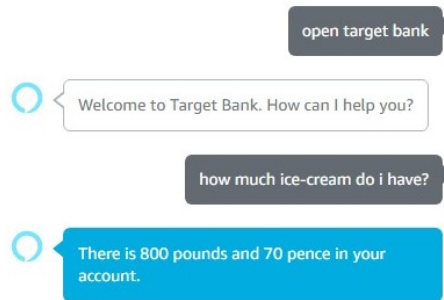 open target bank
Welcome to Target Bank. How can I help you?
how much ice-cream do i have?
There is 800 pounds and 70 pence in your
account.